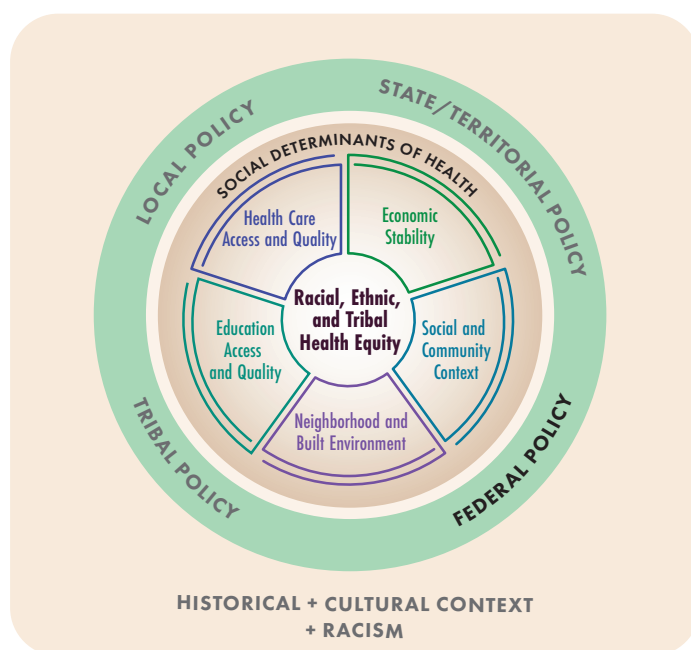 LOCAL POLICY
STATE/TERRITORIAL POLICY
SOCIAL DETERMINANTS OF HEALTH
Health Care
Access and Quality
Economic
Stability
Racial, Ethnic,
and Tribal
Health Equity
Education
Access
and Quality
Social and
Community
Context
Neighborhood and
Built Environment
TRIBAL POLICY
FEDERAL POLICY
HISTORICAL + CULTURAL CONTEXT
+ RACISM